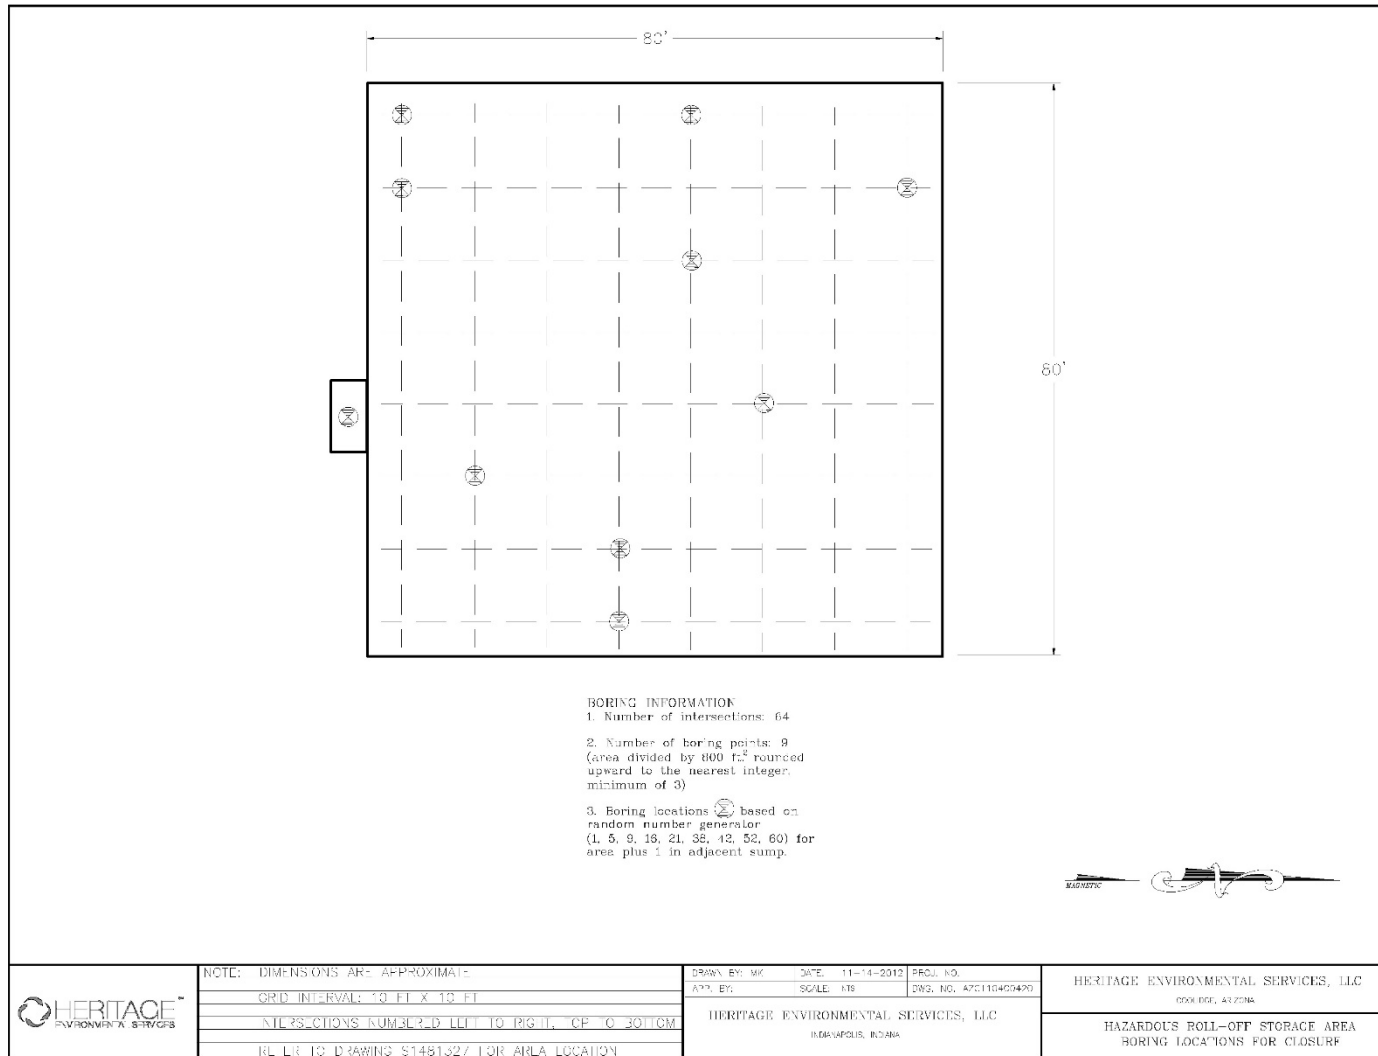 80'
80'
BORING INFORMATION
1. Number of intersections: 64
2. Number of boring points: 9
(area divided by 800 ft² rounded
upward to the nearest integer,
minimum of 3)
3. Boring locations based on
random number generator
(1, 5, 9, 16, 21, 38, 42, 52, 60) for
area plus 1 in adjacent sump.
MAGNETIC
HERITAGE
ENVIRONMENTAL SERVICES
NOTE: DIMENSIONS ARE APPROXIMATE
GRID INTERVAL: 10 FT X 10 FT
INTERSECTIONS NUMBERED LEFT TO RIGHT, TOP TO BOTTOM
REFER TO DRAWING S1481327 FOR AREA LOCATION
DRAWN BY: MK DATE: 11-14-2012 PROJ. NO.
APP. BY: SCALE: NTS DWG. NO. AZC110400420
HERITAGE ENVIRONMENTAL SERVICES, LLC
INDIANAPOLIS, INDIANA
HERITAGE ENVIRONMENTAL SERVICES, LLC
COOLIDGE, ARIZONA
HAZARDOUS ROLL-OFF STORAGE AREA
BORING LOCATIONS FOR CLOSURE